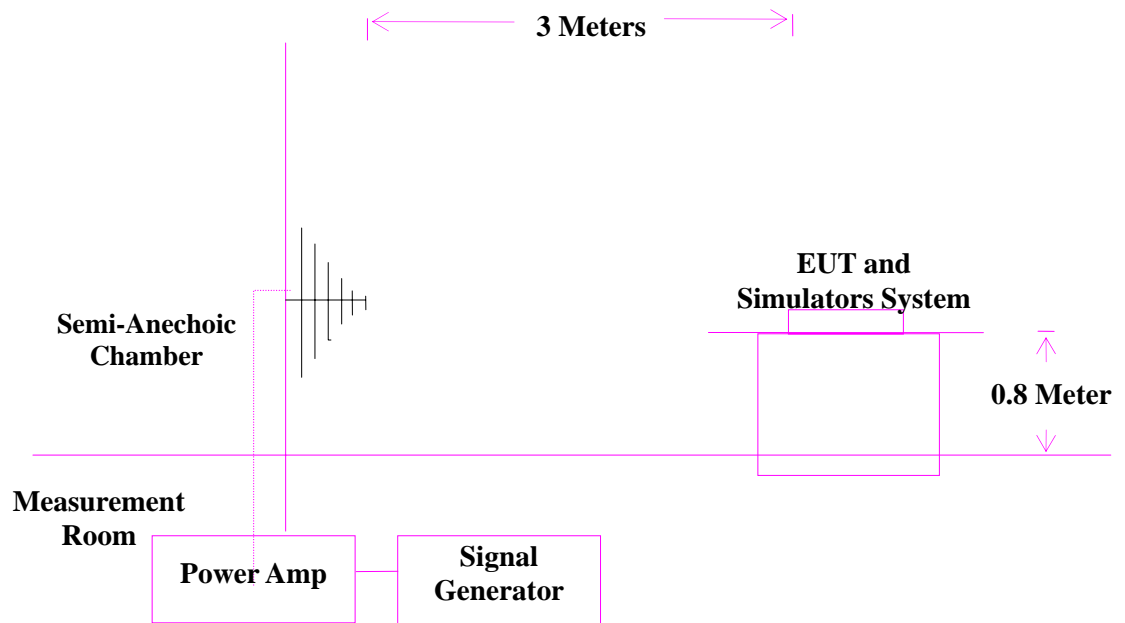 3 Meters
EUT and
Simulators System
Semi-Anechoic
Chamber
0.8 Meter
Measurement
Room
Power Amp
Signal
Generator